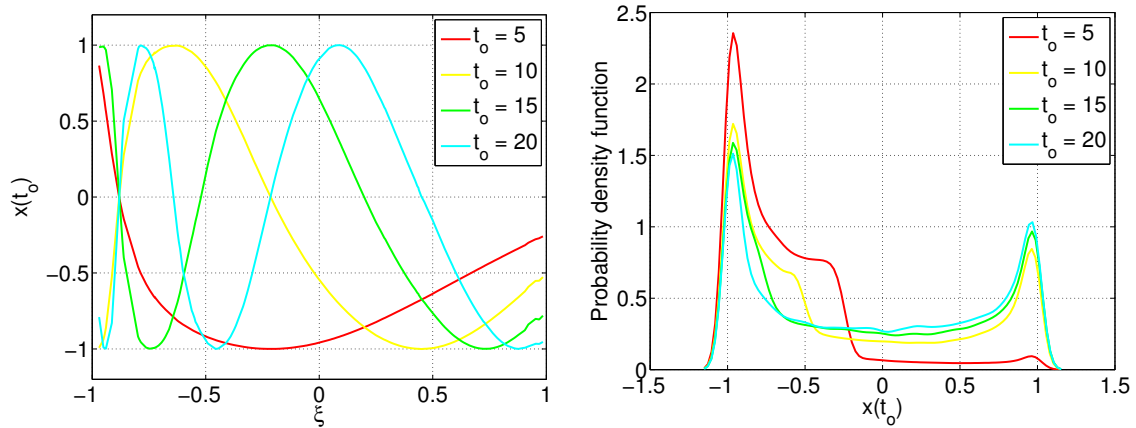 1
0.5
0
−0.5
−1
x(t_o)
−1
−0.5
0
0.5
1
ξ
t_o = 5
t_o = 10
t_o = 15
t_o = 20
2.5
2
1.5
1
0.5
0
Probability density function
−1.5
−1
−0.5
0
0.5
1
1.5
x(t_o)
t_o = 5
t_o = 10
t_o = 15
t_o = 20